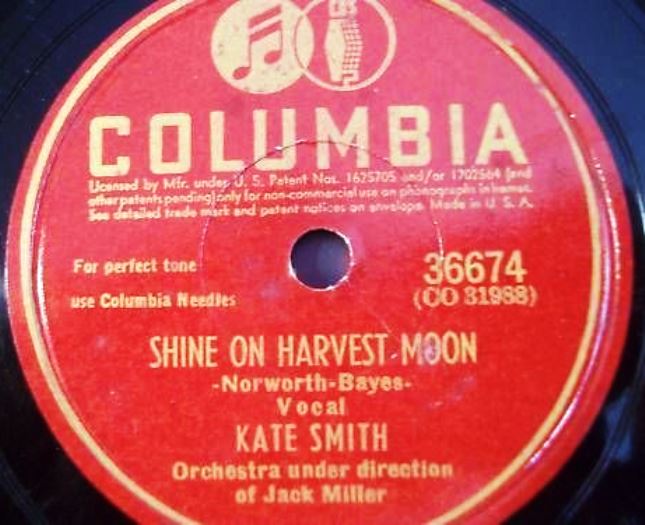 CBS
COLUMBIA
Licensed by Mfr. under U. S. Patent Nos. 1625705 and/or 1702564 (and
other patents pending) only for non-commercial use on phonographs in homes.
See detailed trade mark and patent notices on envelope. Made in U. S. A.
For perfect tone
use Columbia Needles
36674
(CO 31988)
SHINE ON HARVEST MOON
-Norworth-Bayes-
Vocal
KATE SMITH
Orchestra under direction
of Jack Miller